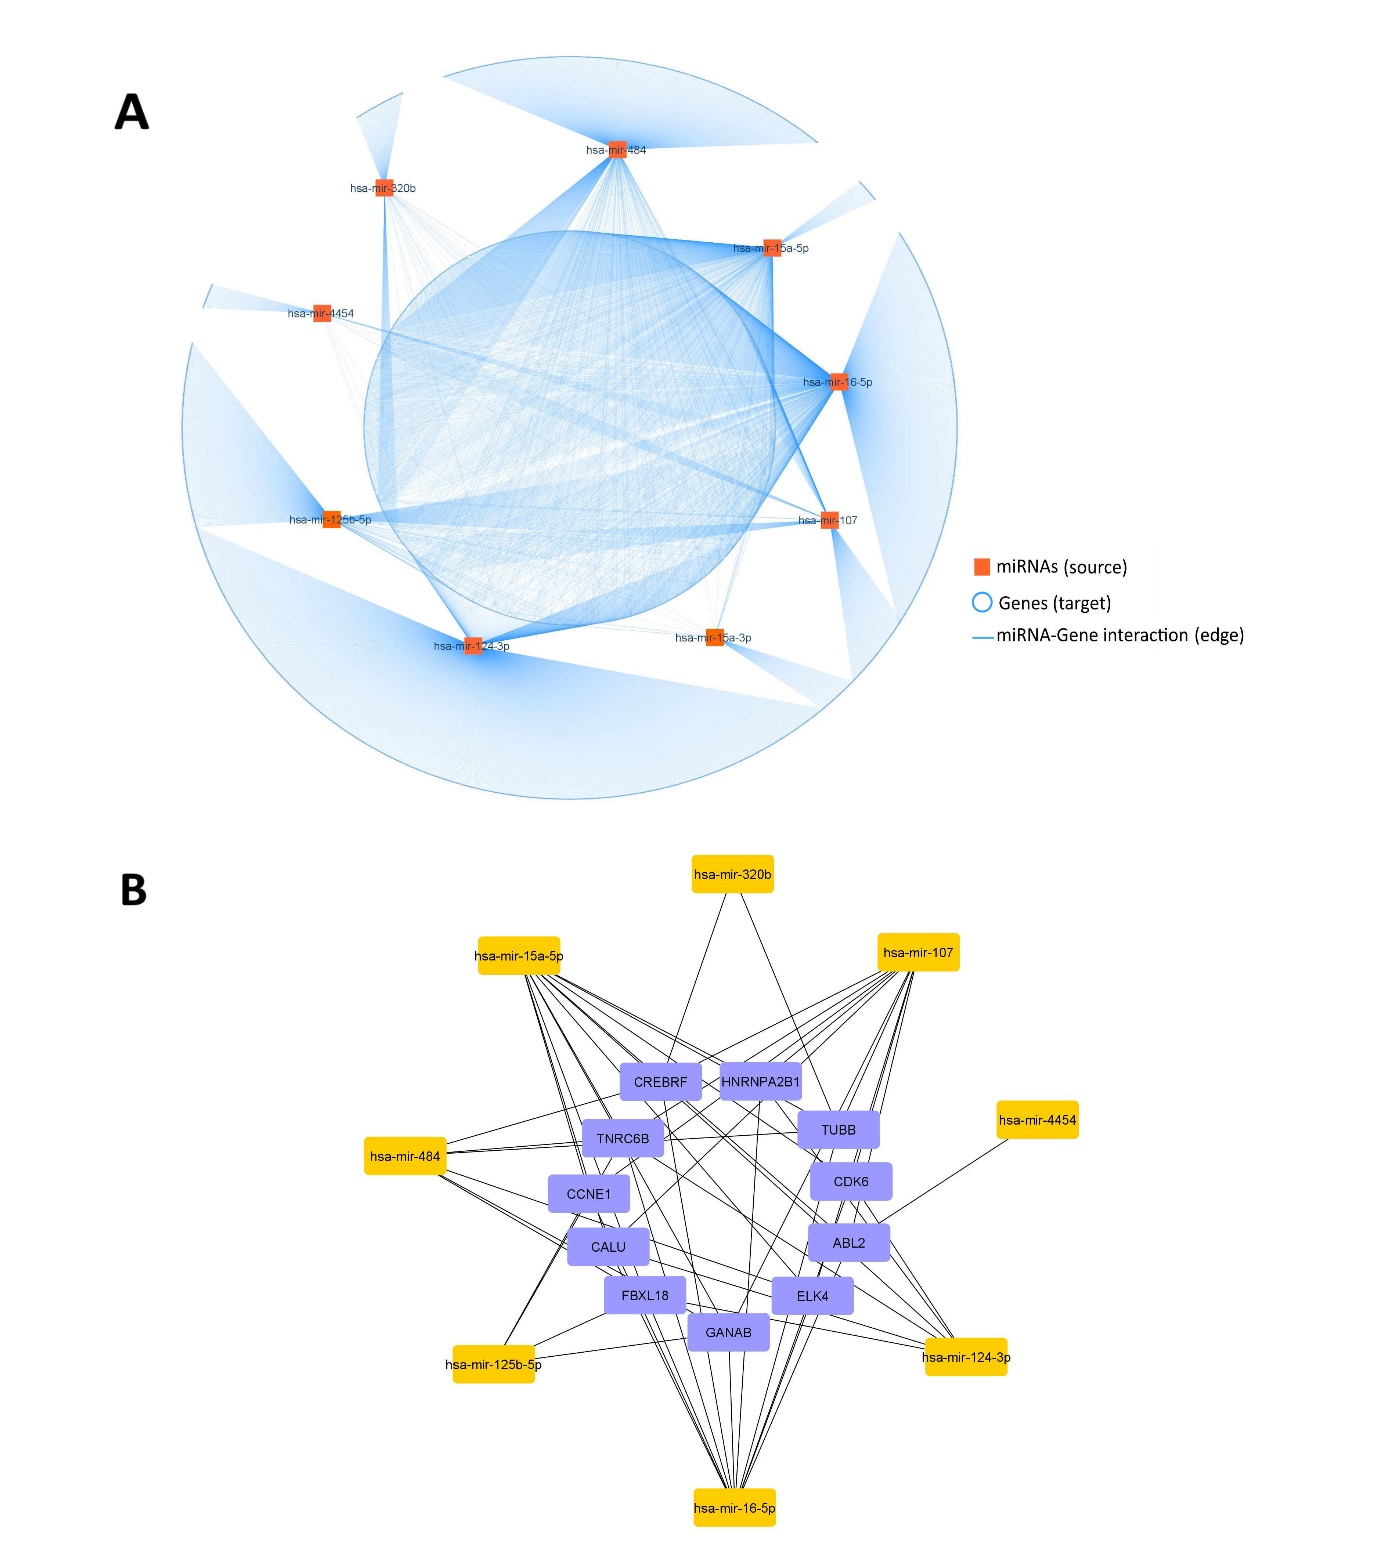 A
hsa-mir-484
hsa-mir-320b
hsa-mir-15a-5p
hsa-mir-4454
hsa-mir-16-5p
hsa-mir-125b-5p
hsa-mir-107
hsa-mir-15a-3p
hsa-mir-124-3p
miRNAs (source)
Genes (target)
miRNA-Gene interaction (edge)
B
hsa-mir-320b
hsa-mir-15a-5p
hsa-mir-107
CREBRF
HNRNPA2B1
hsa-mir-4454
TUBB
TNRC6B
hsa-mir-484
CDK6
CCNE1
ABL2
CALU
FBXL18
ELK4
GANAB
hsa-mir-125b-5p
hsa-mir-124-3p
hsa-mir-16-5p